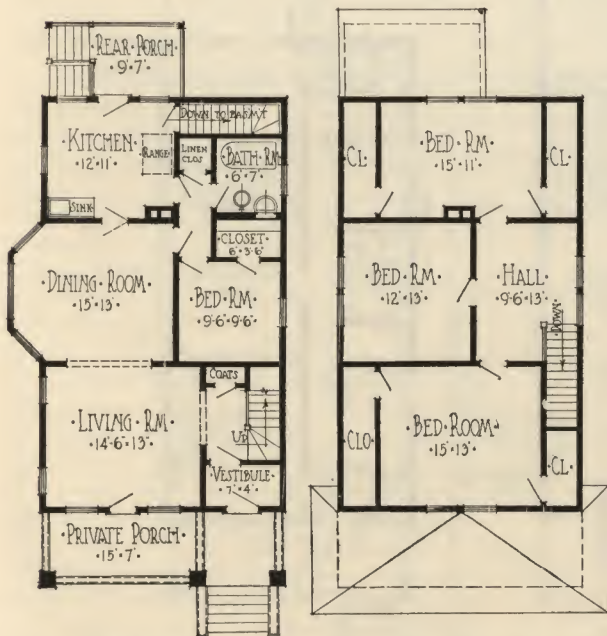 REAR·PORCH
9'·7'
KITCHEN
12'·11'
DOWN TO BASM'T
RANGE
LINEN
CLOS
BATH·RM
6'·7'
SINK
CLOSET
6'·3'-6"
DINING·ROOM
15'·13'
BED·RM
9'-6"·9'-6"
COATS
LIVING·RM
14'-6"·13'
UP
VESTIBULE
7'·4'
PRIVATE PORCH
15'·7'
CL·
BED·RM
15'·11'
CL·
BED·RM
12'·13'
HALL
9'-6"·13'
DOWN
CLO
BED·ROOM
15'·13'
CL·